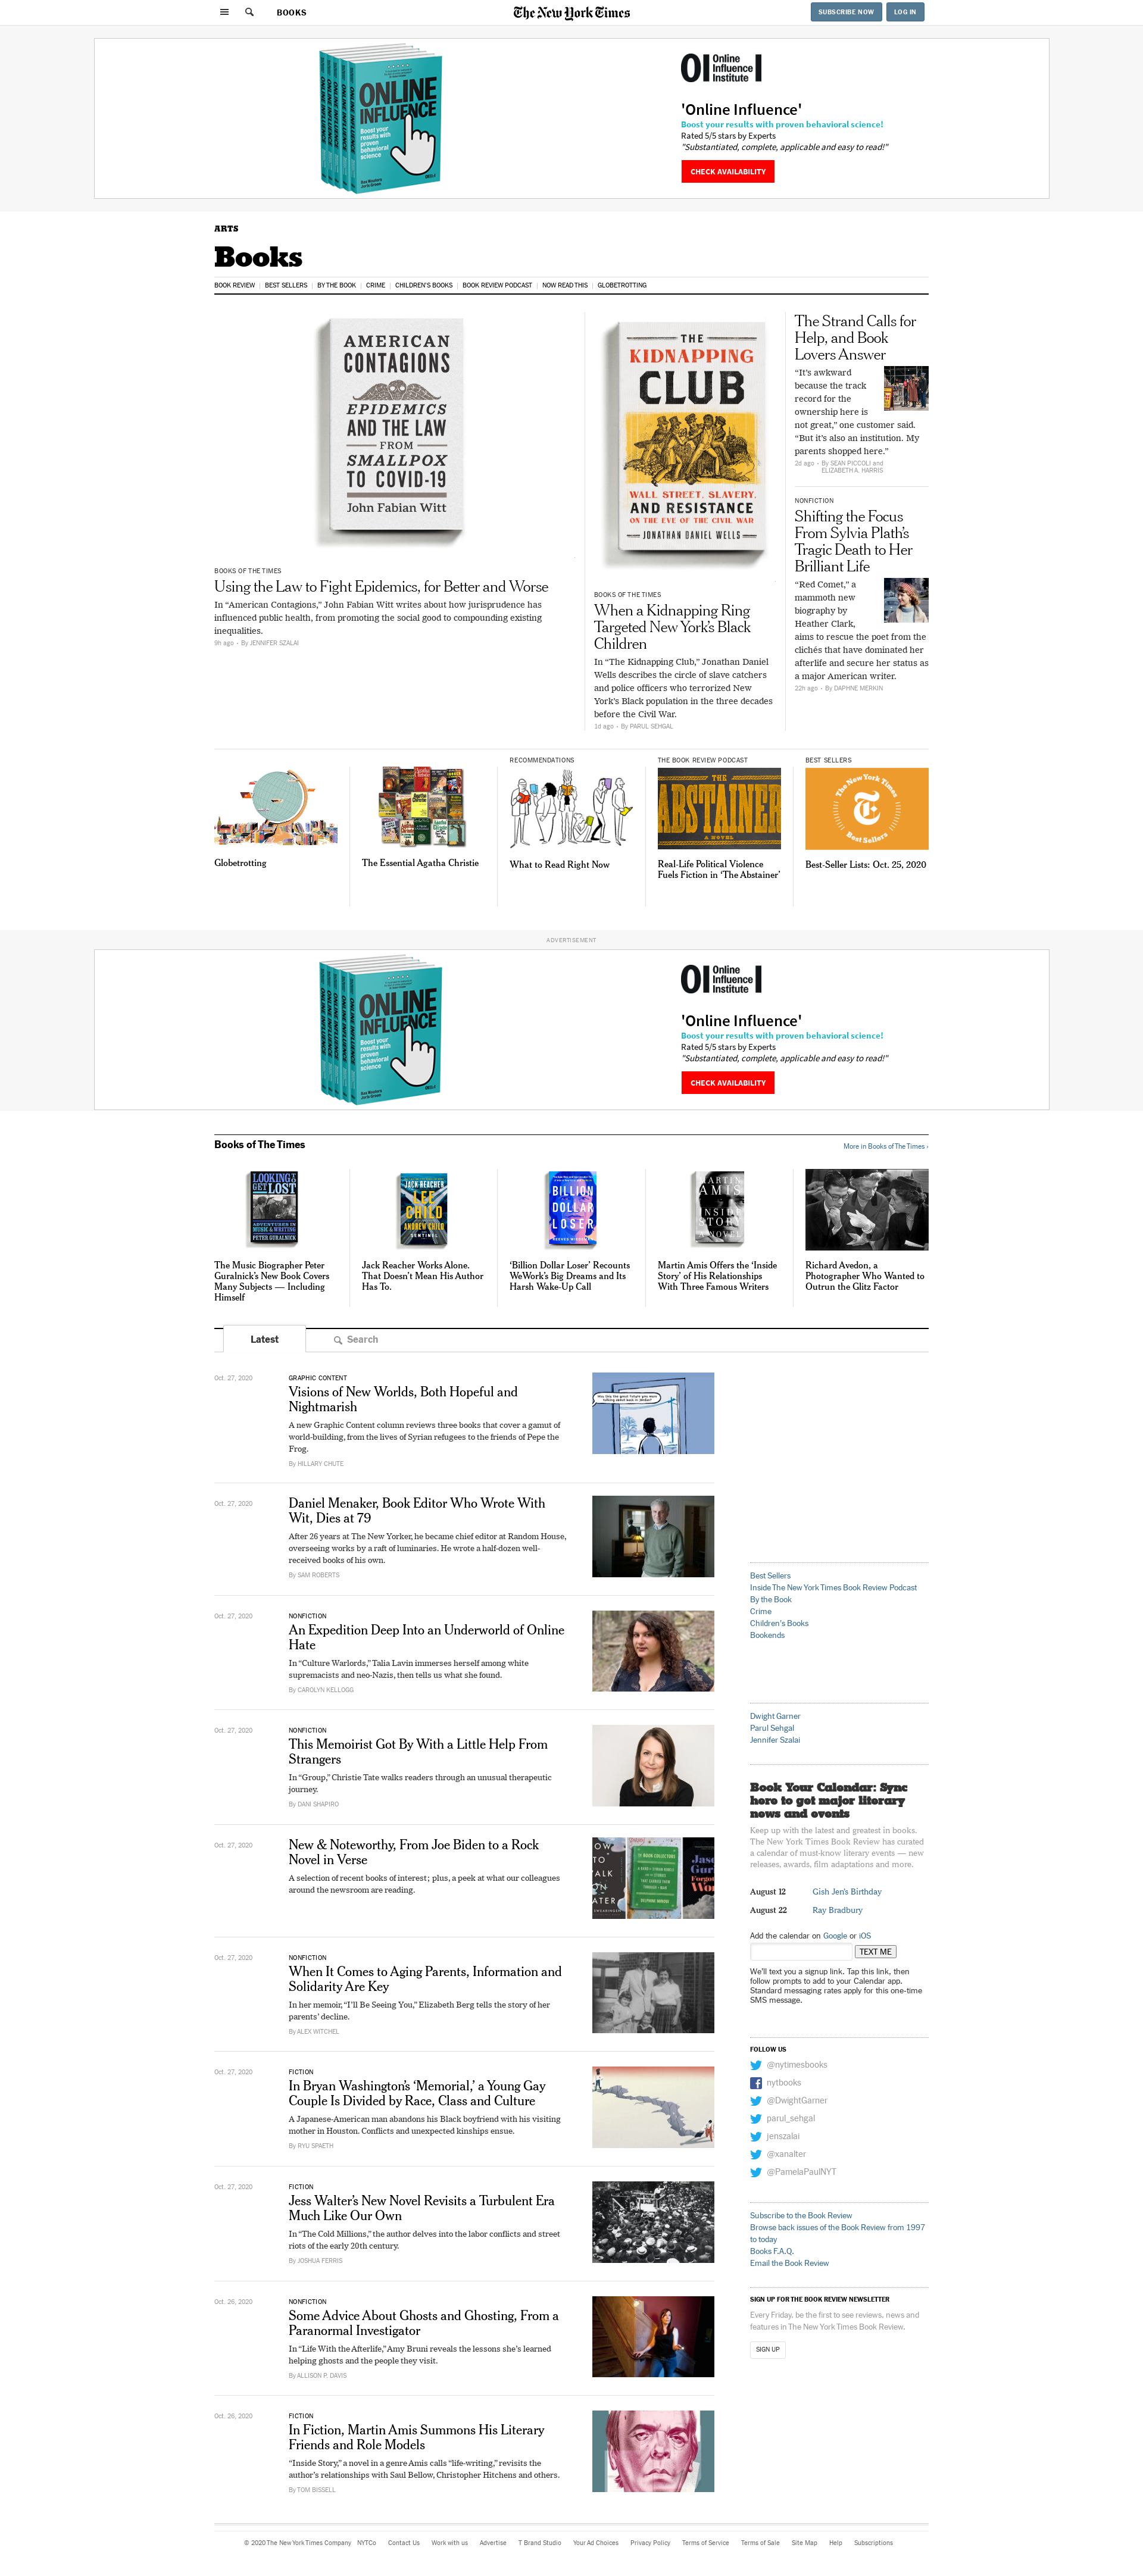 BOOKS
The New York Times
SUBSCRIBE NOW
LOG IN
ONLINE
INFLUENCE
Boost your
results with
proven
behavioral
science
OI Online
Influence
Institute
'Online Influence'
Boost your results with proven behavioral science!
Rated 5/5 stars by Experts
"Substantiated, complete, applicable and easy to read!"
CHECK AVAILABILITY
ARTS
Books
BOOK REVIEW
BEST SELLERS
BY THE BOOK
CRIME
CHILDREN'S BOOKS
BOOK REVIEW PODCAST
NOW READ THIS
GLOBETROTTING
AMERICAN
CONTAGIONS
EPIDEMICS
AND THE LAW
FROM
SMALLPOX
TO COVID-19
John Fabian Witt
BOOKS OF THE TIMES
Using the Law to Fight Epidemics, for Better and Worse
In “American Contagions,” John Fabian Witt writes about how jurisprudence has
influenced public health, from promoting the social good to compounding existing
inequalities.
9h ago · By JENNIFER SZALAI
THE
KIDNAPPING
CLUB
WALL STREET, SLAVERY,
AND RESISTANCE
ON THE EVE OF THE CIVIL WAR
JONATHAN DANIEL WELLS
BOOKS OF THE TIMES
When a Kidnapping Ring
Targeted New York’s Black
Children
In “The Kidnapping Club,” Jonathan Daniel
Wells describes the circle of slave catchers
and police officers who terrorized New
York’s Black population in the three decades
before the Civil War.
1d ago · By PARUL SEHGAL
The Strand Calls for
Help, and Book
Lovers Answer
“It’s awkward
because the track
record for the
ownership here is
not great,” one customer said.
“But it’s also an institution. My
parents shopped here.”
2d ago · By SEAN PICCOLI and
ELIZABETH A. HARRIS
NONFICTION
Shifting the Focus
From Sylvia Plath’s
Tragic Death to Her
Brilliant Life
“Red Comet,” a
mammoth new
biography by
Heather Clark,
aims to rescue the poet from the
clichés that have dominated her
afterlife and secure her status as
a major American writer.
22h ago · By DAPHNE MERKIN
Globetrotting
The Essential Agatha Christie
RECOMMENDATIONS
What to Read Right Now
THE BOOK REVIEW PODCAST
THE
ABSTAINER
A NOVEL
Real-Life Political Violence
Fuels Fiction in ‘The Abstainer’
BEST SELLERS
The New York Times
Best Sellers
Best-Seller Lists: Oct. 25, 2020
ADVERTISEMENT
ONLINE
INFLUENCE
Boost your
results with
proven
behavioral
science
OI Online
Influence
Institute
'Online Influence'
Boost your results with proven behavioral science!
Rated 5/5 stars by Experts
"Substantiated, complete, applicable and easy to read!"
CHECK AVAILABILITY
Books of The Times
More in Books of The Times ›
LOOKING TO
GET LOST
ADVENTURES IN
MUSIC & WRITING
PETER GURALNICK
The Music Biographer Peter
Guralnick’s New Book Covers
Many Subjects — Including
Himself
JACK REACHER
LEE
CHILD
ANDREW CHILD
SENTINEL
Jack Reacher Works Alone.
That Doesn’t Mean His Author
Has To.
BILLION
DOLLAR
LOSER
‘Billion Dollar Loser’ Recounts
WeWork’s Big Dreams and Its
Harsh Wake-Up Call
MARTIN
AMIS
INSIDE
STORY
Martin Amis Offers the ‘Inside
Story’ of His Relationships
With Three Famous Writers
Richard Avedon, a
Photographer Who Wanted to
Outrun the Glitz Factor
Latest
Search
Oct. 27, 2020
GRAPHIC CONTENT
Visions of New Worlds, Both Hopeful and
Nightmarish
A new Graphic Content column reviews three books that cover a gamut of
world-building, from the lives of Syrian refugees to the friends of Pepe the
Frog.
By HILLARY CHUTE
Oct. 27, 2020
Daniel Menaker, Book Editor Who Wrote With
Wit, Dies at 79
After 26 years at The New Yorker, he became chief editor at Random House,
overseeing works by a raft of luminaries. He wrote a half-dozen well-
received books of his own.
By SAM ROBERTS
Oct. 27, 2020
NONFICTION
An Expedition Deep Into an Underworld of Online
Hate
In “Culture Warlords,” Talia Lavin immerses herself among white
supremacists and neo-Nazis, then tells us what she found.
By CAROLYN KELLOGG
Oct. 27, 2020
NONFICTION
This Memoirist Got By With a Little Help From
Strangers
In “Group,” Christie Tate walks readers through an unusual therapeutic
journey.
By DANI SHAPIRO
Oct. 27, 2020
New & Noteworthy, From Joe Biden to a Rock
Novel in Verse
A selection of recent books of interest; plus, a peek at what our colleagues
around the newsroom are reading.
Oct. 27, 2020
NONFICTION
When It Comes to Aging Parents, Information and
Solidarity Are Key
In her memoir, “I’ll Be Seeing You,” Elizabeth Berg tells the story of her
parents’ decline.
By ALEX WITCHEL
Oct. 27, 2020
FICTION
In Bryan Washington’s ‘Memorial,’ a Young Gay
Couple Is Divided by Race, Class and Culture
A Japanese-American man abandons his Black boyfriend with his visiting
mother in Houston. Conflicts and unexpected kinships ensue.
By RYU SPAETH
Oct. 27, 2020
FICTION
Jess Walter’s New Novel Revisits a Turbulent Era
Much Like Our Own
In “The Cold Millions,” the author delves into the labor conflicts and street
riots of the early 20th century.
By JOSHUA FERRIS
Oct. 26, 2020
NONFICTION
Some Advice About Ghosts and Ghosting, From a
Paranormal Investigator
In “Life With the Afterlife,” Amy Bruni reveals the lessons she’s learned
helping ghosts and the people they visit.
By ALLISON P. DAVIS
Oct. 26, 2020
FICTION
In Fiction, Martin Amis Summons His Literary
Friends and Role Models
“Inside Story,” a novel in a genre Amis calls “life-writing,” revisits the
author’s relationships with Saul Bellow, Christopher Hitchens and others.
By TOM BISSELL
Best Sellers
Inside The New York Times Book Review Podcast
By the Book
Crime
Children's Books
Bookends
Dwight Garner
Parul Sehgal
Jennifer Szalai
Book Your Calendar: Sync
here to get major literary
news and events
Keep up with the latest and greatest in books.
The New York Times Book Review has curated
a calendar of must-know literary events — new
releases, awards, film adaptations and more.
August 12 Gish Jen's Birthday
August 22 Ray Bradbury
Add the calendar on Google or iOS
TEXT ME
We'll text you a signup link. Tap this link, then
follow prompts to add to your Calendar app.
Standard messaging rates apply for this one-time
SMS message.
FOLLOW US
@nytimesbooks
nytbooks
@DwightGarner
parul_sehgal
jenszalai
@xanalter
@PamelaPaulNYT
Subscribe to the Book Review
Browse back issues of the Book Review from 1997
to today
Books F.A.Q.
Email the Book Review
SIGN UP FOR THE BOOK REVIEW NEWSLETTER
Every Friday, be the first to see reviews, news and
features in The New York Times Book Review.
SIGN UP
© 2020 The New York Times Company
NYTCo
Contact Us
Work with us
Advertise
T Brand Studio
Your Ad Choices
Privacy Policy
Terms of Service
Terms of Sale
Site Map
Help
Subscriptions